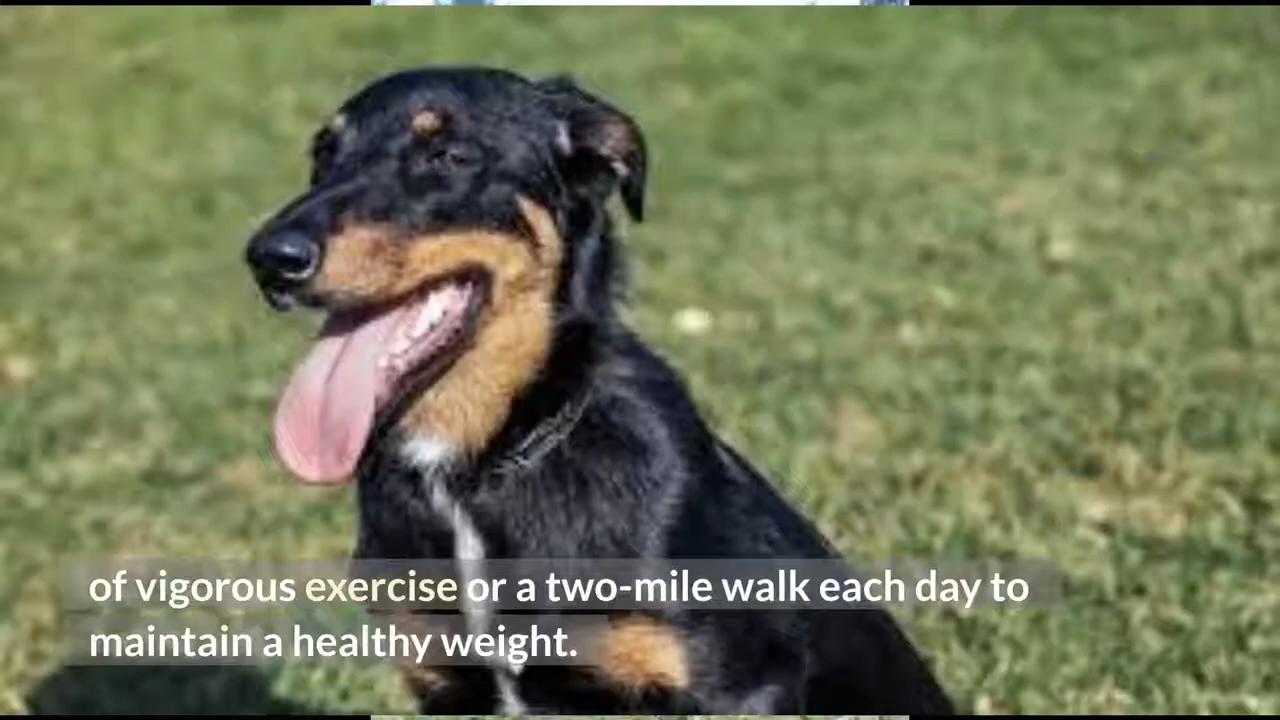 of vigorous exercise or a two-mile walk each day to
maintain a healthy weight.